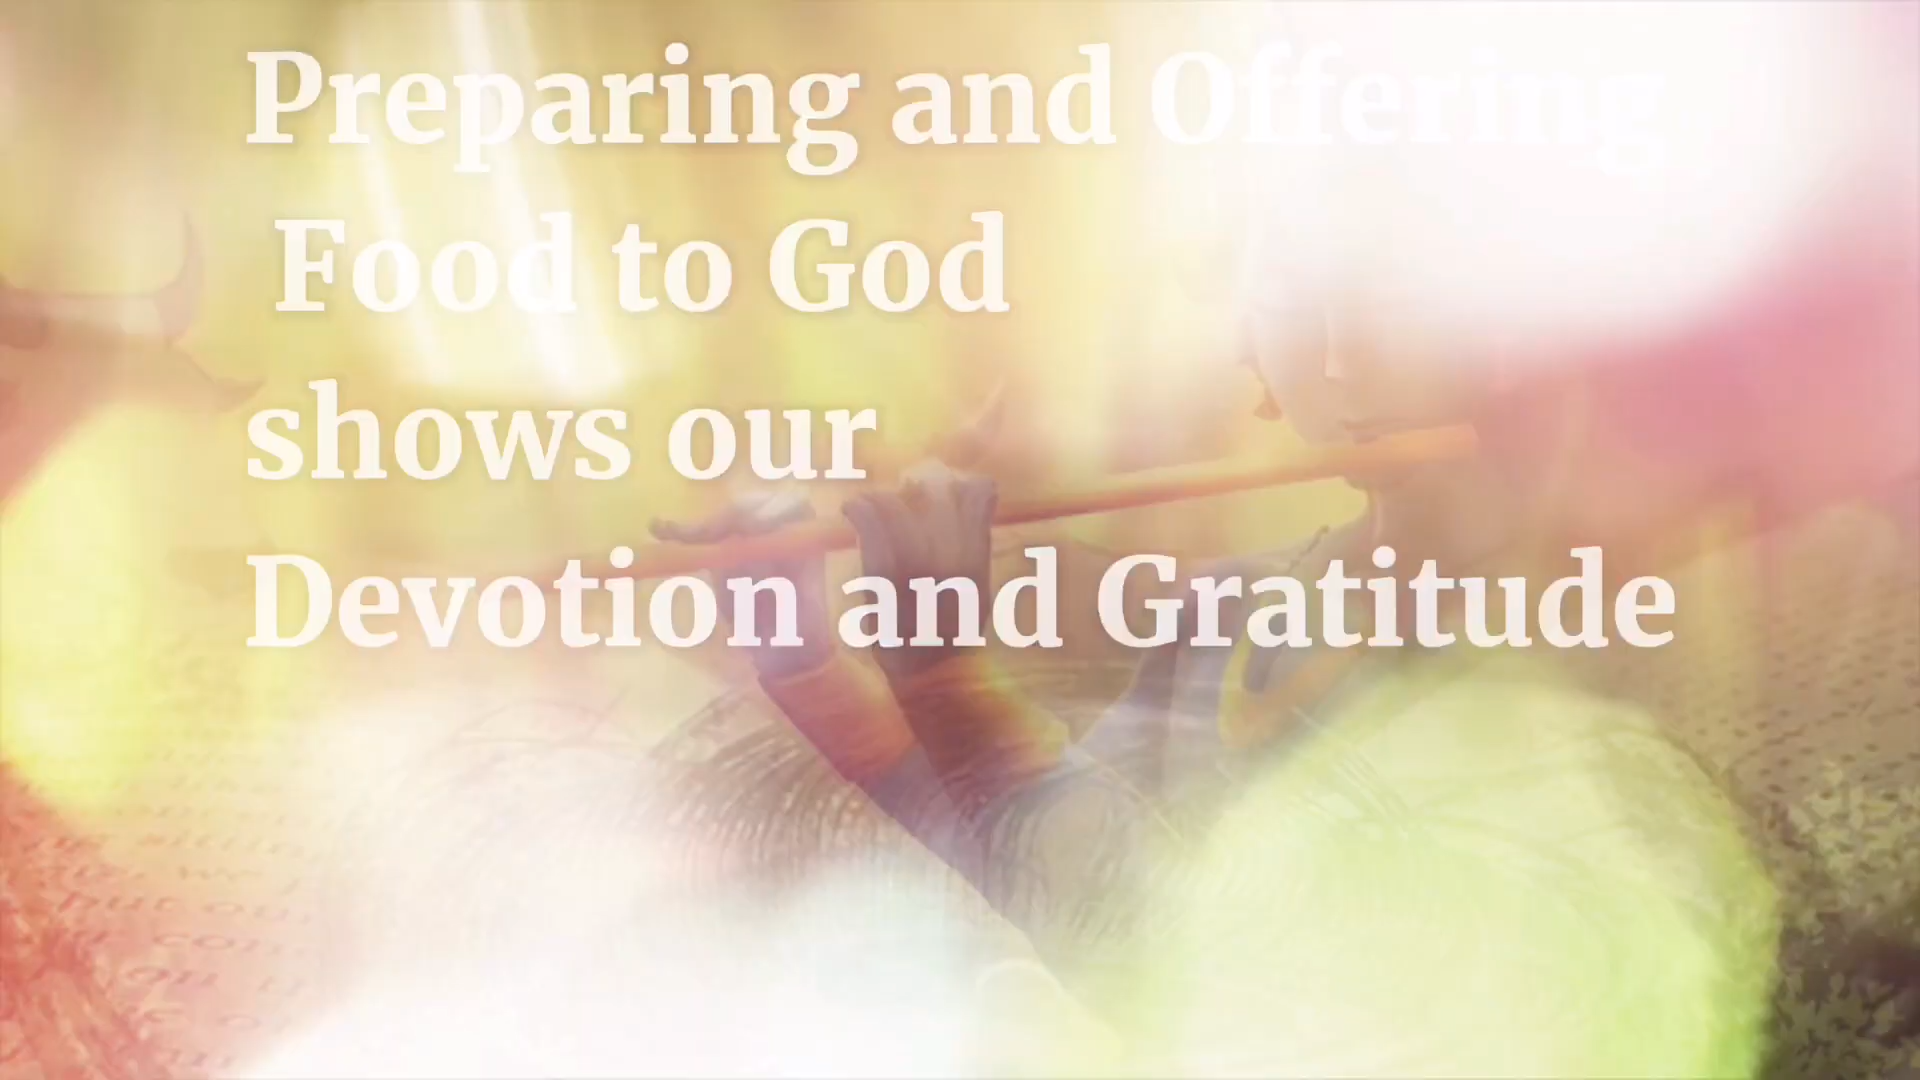 Preparing and Offering
Food to God
shows our
Devotion and Gratitude